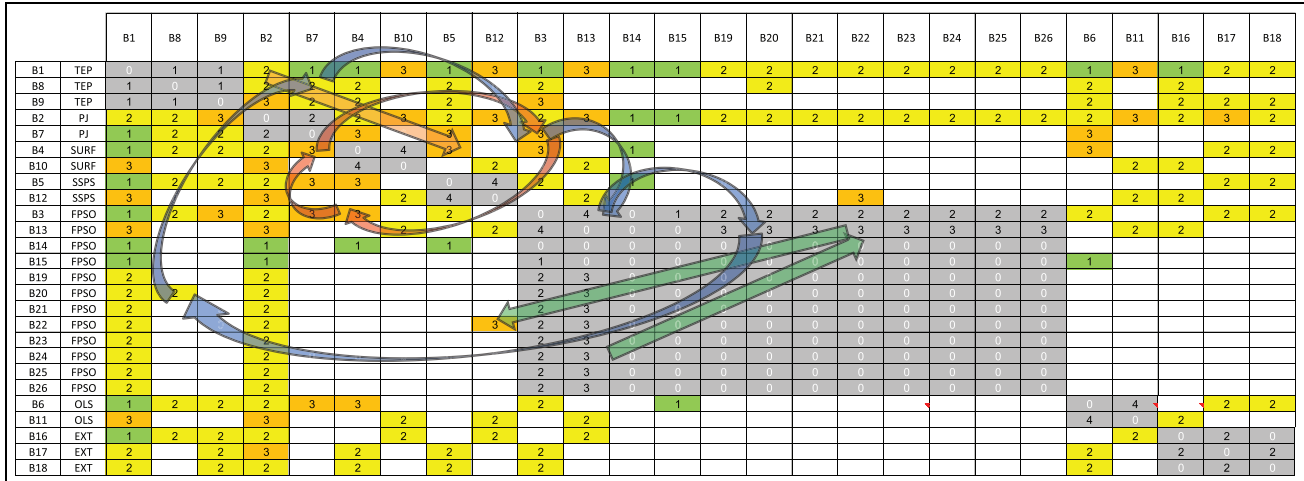 B1 B8 B9 B2 B7 B4 B10 B5 B12 B3 B13 B14 B15 B19 B20 B21 B22 B23 B24 B25 B26 B6 B11 B16 B17 B18
B1 TEP 0 1 1 2 1 1 3 1 3 1 3 1 1 2 2 2 2 2 2 2 2 1 3 1 2 2
B8 TEP 1 0 1 2 2 2 2 2 2 2 2
B9 TEP 1 1 0 3 2 2 2 3 2 2 2 2
B2 PJ 2 2 3 0 2 2 3 2 3 2 3 1 1 2 2 2 2 2 2 2 2 2 3 2 3 2
B7 PJ 1 2 2 2 0 3 3 3 3
B4 SURF 1 2 2 2 3 0 4 3 3 1 3 2 2
B10 SURF 3 3 4 0 2 2 2 2
B5 SSPS 1 2 2 2 3 3 0 4 2 1 2 2
B12 SSPS 3 3 2 4 0 2 3 2 2
B3 FPSO 1 2 3 2 3 3 2 0 4 0 1 2 2 2 2 2 2 2 2 2 2 2
B13 FPSO 3 3 2 2 4 0 0 0 3 3 3 3 3 3 3 3 2 2
B14 FPSO 1 1 1 1 0 0 0 0 0 0 0 0 0 0 0 0
B15 FPSO 1 1 1 0 0 0 0 0 0 0 0 0 0 0 1
B19 FPSO 2 2 2 3 0 0 0 0 0 0 0 0 0 0
B20 FPSO 2 2 2 2 3 0 0 0 0 0 0 0 0 0 0
B21 FPSO 2 2 2 3 0 0 0 0 0 0 0 0 0 0
B22 FPSO 2 2 3 2 3 0 0 0 0 0 0 0 0 0 0
B23 FPSO 2 2 2 3 0 0 0 0 0 0 0 0 0 0
B24 FPSO 2 2 2 3 0 0 0 0 0 0 0 0 0 0
B25 FPSO 2 2 2 3 0 0 0 0 0 0 0 0 0 0
B26 FPSO 2 2 2 3 0 0 0 0 0 0 0 0 0 0
B6 OLS 1 2 2 2 3 3 2 1 0 4 2 2
B11 OLS 3 3 2 2 2 4 0 2
B16 EXT 1 2 2 2 2 2 2 2 0 2 0
B17 EXT 2 2 3 2 2 2 2 2 0 2
B18 EXT 2 2 2 2 2 2 2 0 2 0